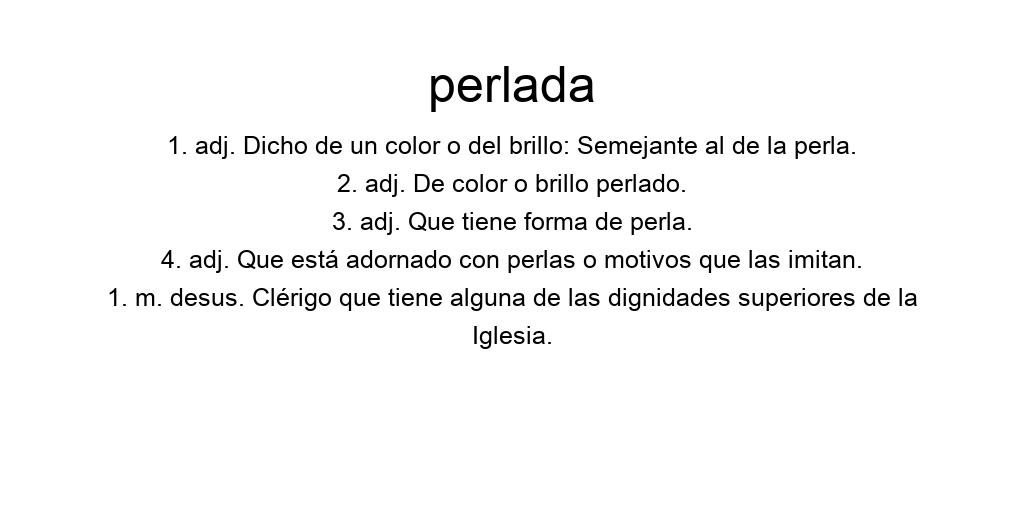 perlada
1. adj. Dicho de un color o del brillo: Semejante al de la perla.
2. adj. De color o brillo perlado.
3. adj. Que tiene forma de perla.
4. adj. Que está adornado con perlas o motivos que las imitan.
1. m. desus. Clérigo que tiene alguna de las dignidades superiores de la
Iglesia.